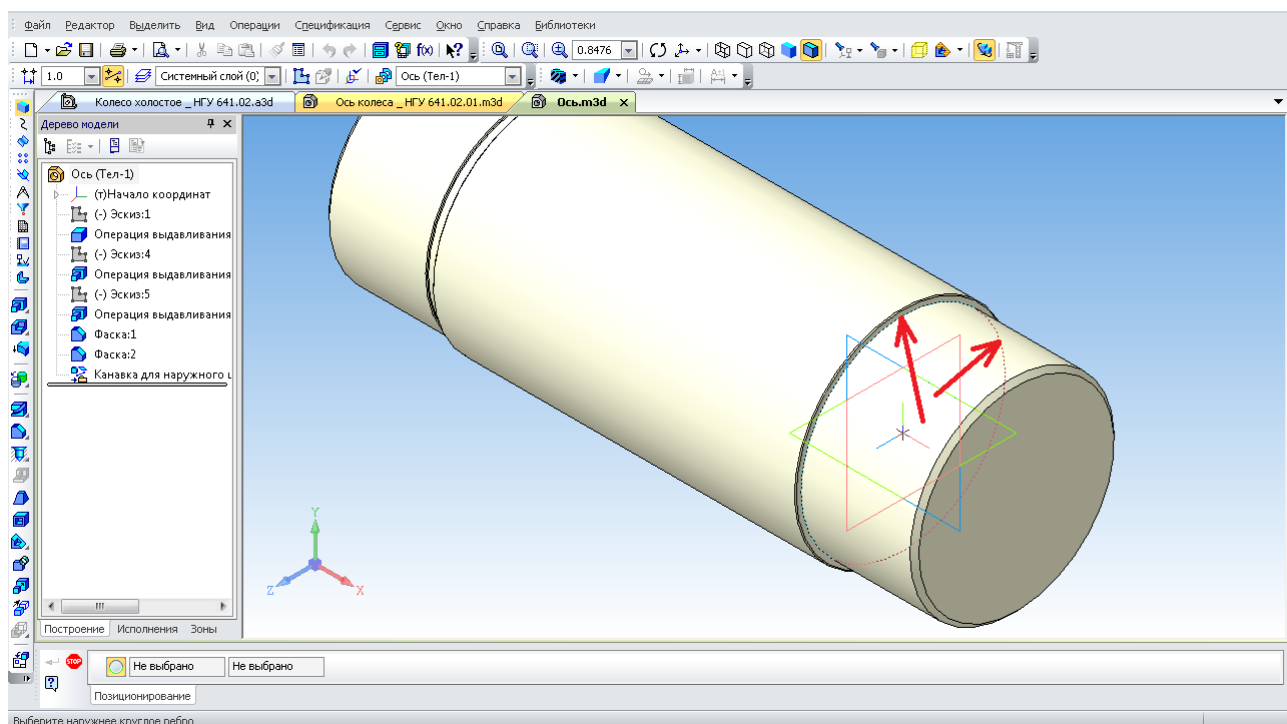 Файл Редактор Выделить Вид Операции Спецификация Сервис Окно Справка Библиотеки
f(x) 0.8476
1.0 Системный слой (0) Ось (Тел-1)
Колесо холостое _НГУ 641.02.a3d Ось колеса _ НГУ 641.02.01.m3d Ось.m3d
Дерево модели
Ось (Тел-1)
(т)Начало координат
(-) Эскиз:1
Операция выдавливания
(-) Эскиз:4
Операция выдавливания
(-) Эскиз:5
Операция выдавливания
Фаска:1
Фаска:2
Канавка для наружного ц
Y
Z X
Построение Исполнения Зоны
STOP Не выбрано Не выбрано
Позиционирование
Выберите наружнее круглое ребро